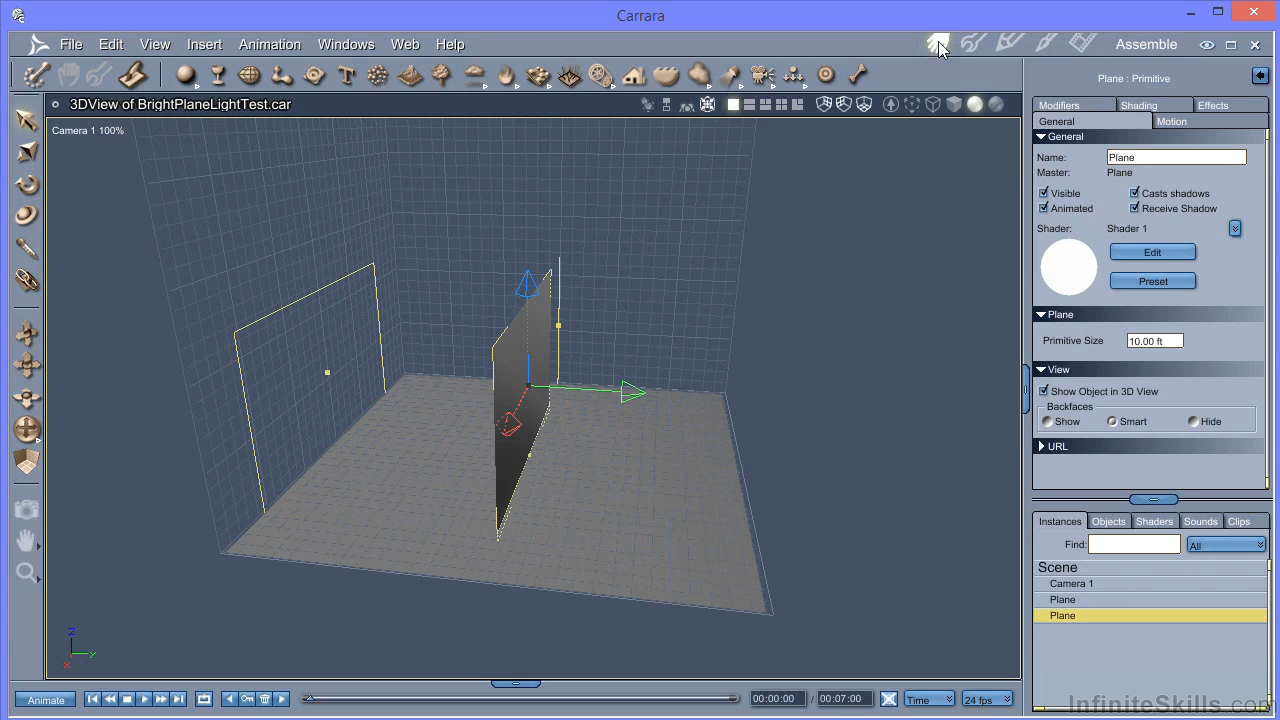 Carrara
File Edit View Insert Animation Windows Web Help Assemble
3DView of BrightPlaneLightTest.car
Camera 1 100%
Plane : Primitive
Modifiers Shading Effects
General Motion
General
Name: Plane
Master: Plane
Visible Casts shadows
Animated Receive Shadow
Shader: Shader 1
Edit
Preset
Plane
Primitive Size 10.00 ft
View
Show Object in 3D View
Backfaces
Show Smart Hide
URL
Instances Objects Shaders Sounds Clips
Find: All
Scene
Camera 1
Plane
Plane
Z
Y
X
Animate 00:00:00 / 00:07:00 Time 24 fps
InfiniteSkills.com